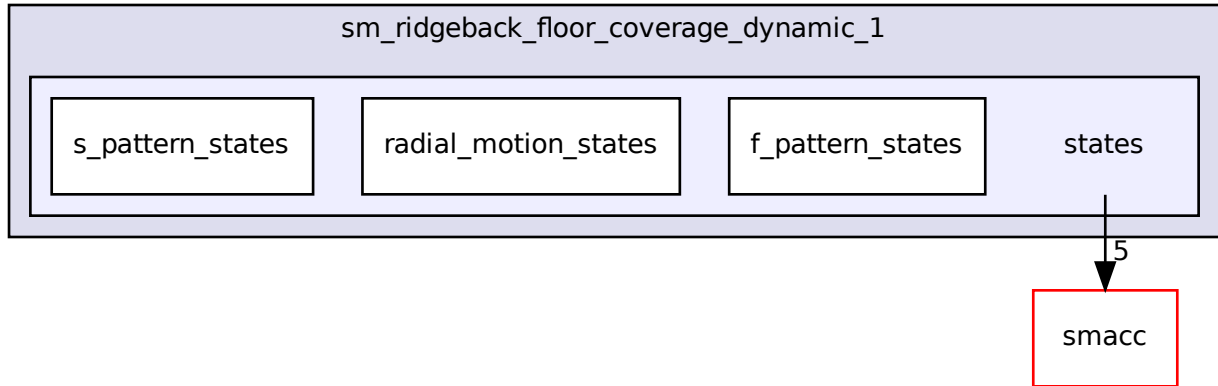 sm_ridgeback_floor_coverage_dynamic_1
s_pattern_states radial_motion_states f_pattern_states states
5
smacc